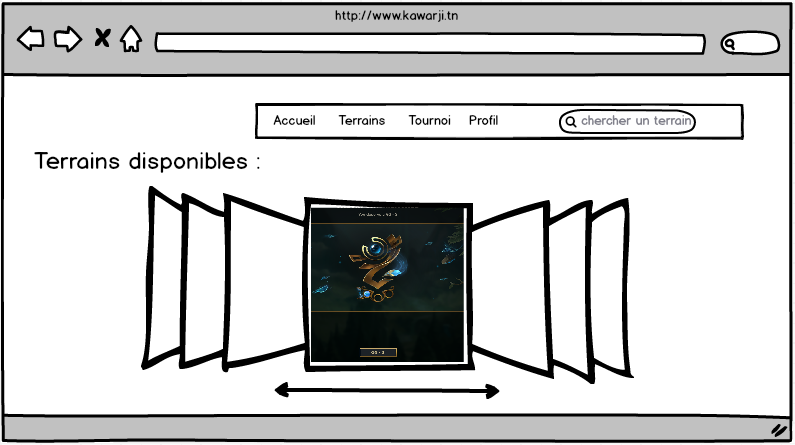 http://www.kawarji.tn
Accueil Terrains Tournoi Profil chercher un terrain
Terrains disponibles :